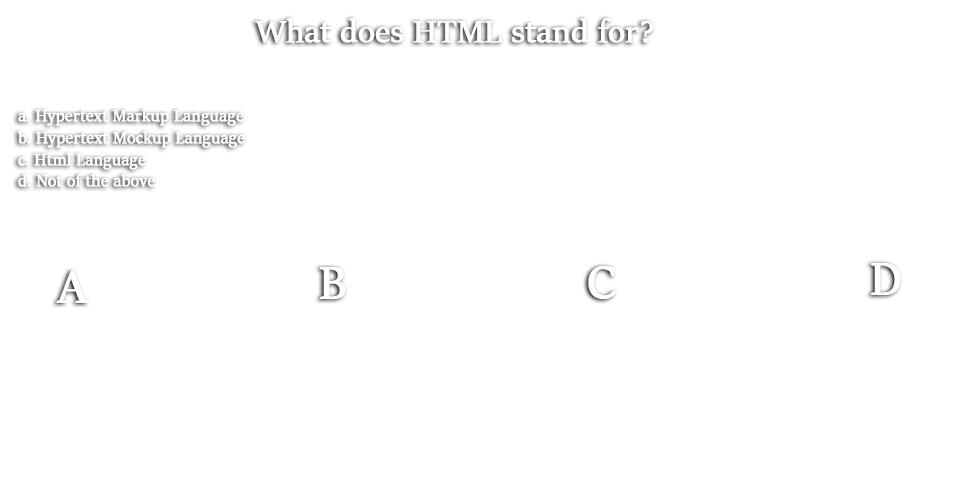 What does HTML stand for?
a. Hypertext Markup Language
b. Hypertext Mockup Language
c. Html Language
d. Not of the above
A B C D